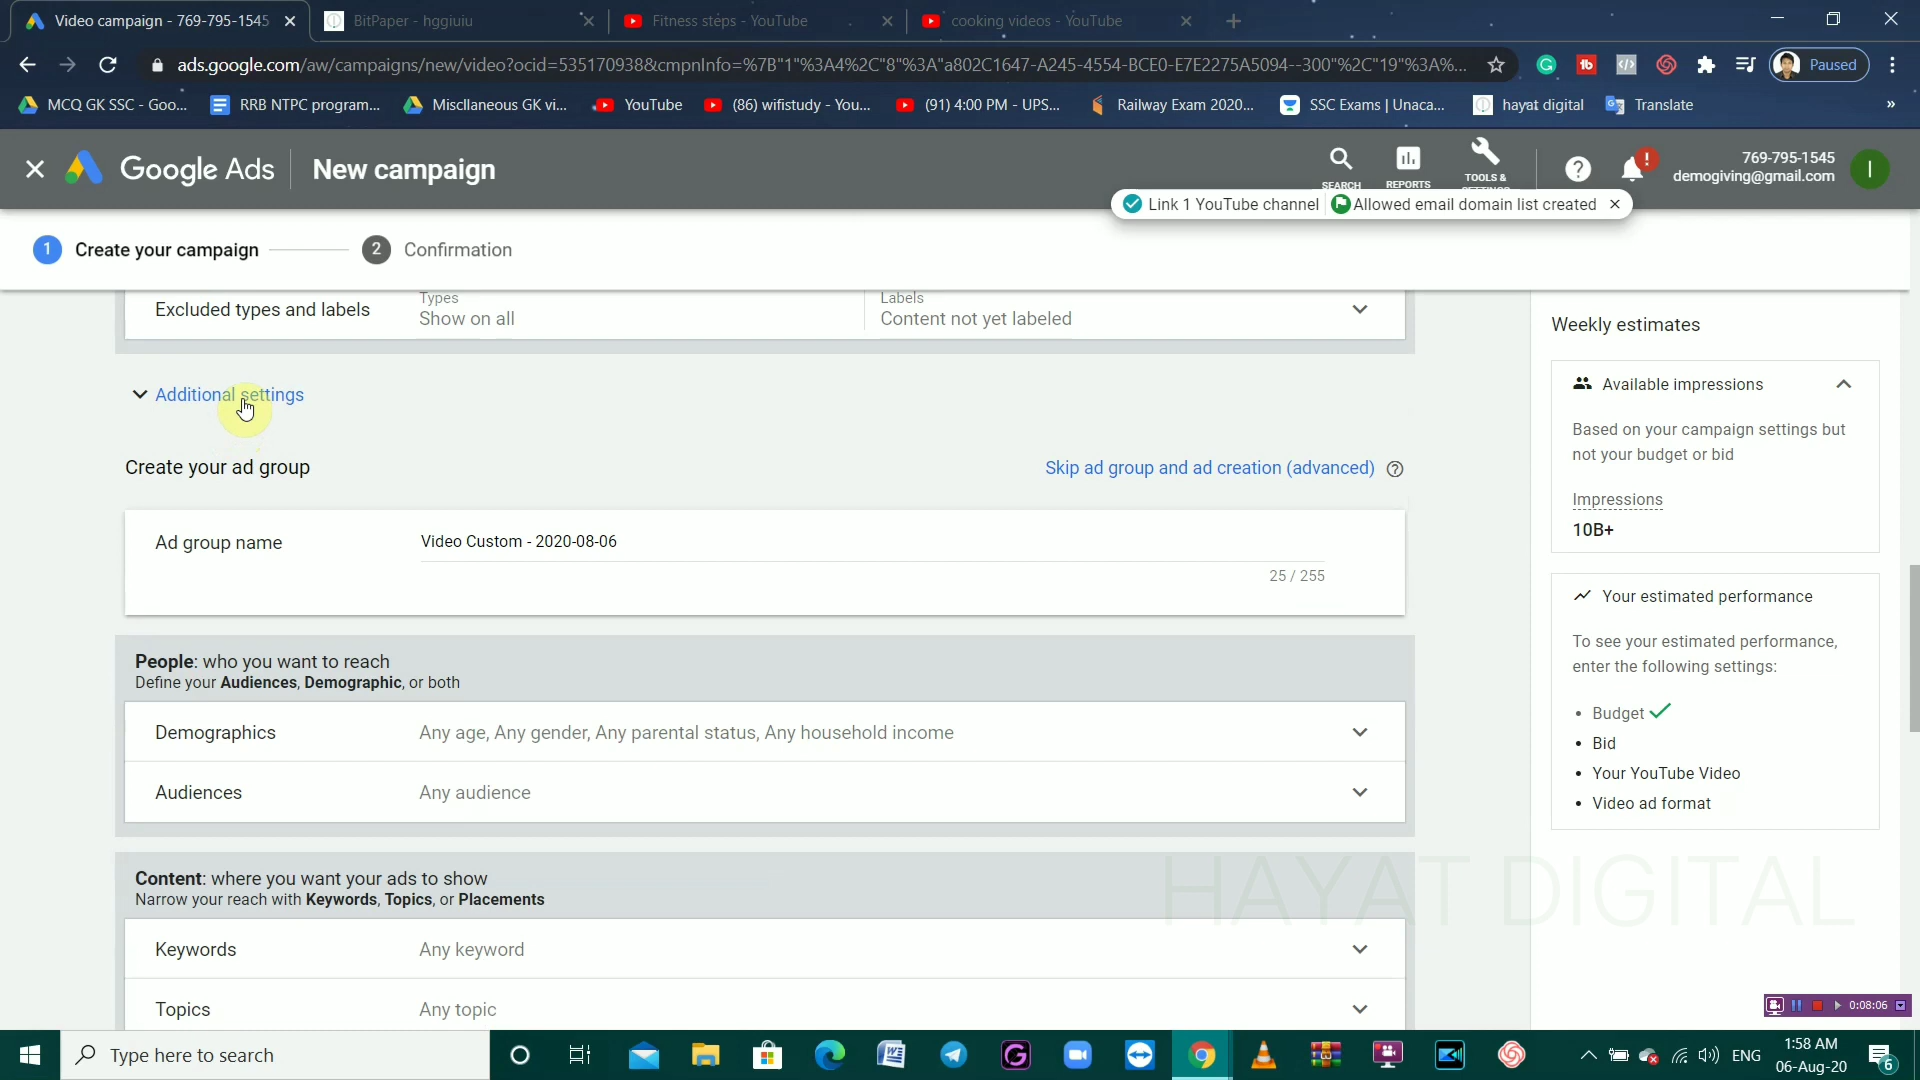 Video campaign - 769-795-1545
BitPaper - hggiuiu
Fitness steps - YouTube
cooking videos - YouTube
ads.google.com/aw/campaigns/new/video?ocid=535170938&cmpnInfo=%7B"1"%3A4%2C"8"%3A"a802C1647-A245-4554-BCE0-E7E2275A5094--300"%2C"19"%3A%...
Paused
MCQ GK SSC - Goo...
RRB NTPC program...
Miscllaneous GK vi...
YouTube
(86) wifistudy - You...
(91) 4:00 PM - UPS...
Railway Exam 2020...
SSC Exams | Unaca...
hayat digital
Translate
»
Google Ads
New campaign
SEARCH
REPORTS
TOOLS &
SETTINGS
769-795-1545
demogiving@gmail.com
I
Link 1 YouTube channel
Allowed email domain list created
1 Create your campaign
2 Confirmation
Excluded types and labels
Types
Show on all
Labels
Content not yet labeled
Additional settings
Create your ad group
Skip ad group and ad creation (advanced)
Ad group name
Video Custom - 2020-08-06
25 / 255
People: who you want to reach
Define your Audiences, Demographic, or both
Demographics
Any age, Any gender, Any parental status, Any household income
Audiences
Any audience
Content: where you want your ads to show
Narrow your reach with Keywords, Topics, or Placements
Keywords
Any keyword
Topics
Any topic
Weekly estimates
Available impressions
Based on your campaign settings but
not your budget or bid
Impressions
10B+
Your estimated performance
To see your estimated performance,
enter the following settings:
• Budget
• Bid
• Your YouTube Video
• Video ad format
HAYAT DIGITAL
0:08:06
Type here to search
ENG
1:58 AM
06-Aug-20
6